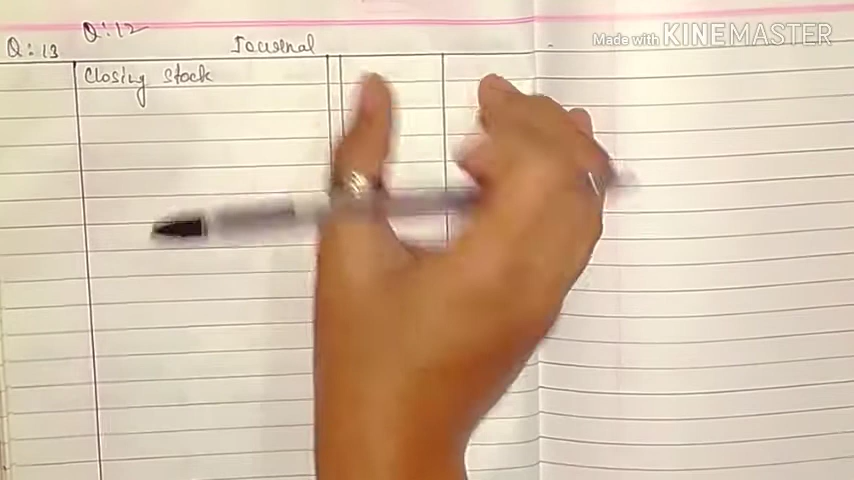 Q:12
Q:13
Journal
Made with KINEMASTER
Closing stock